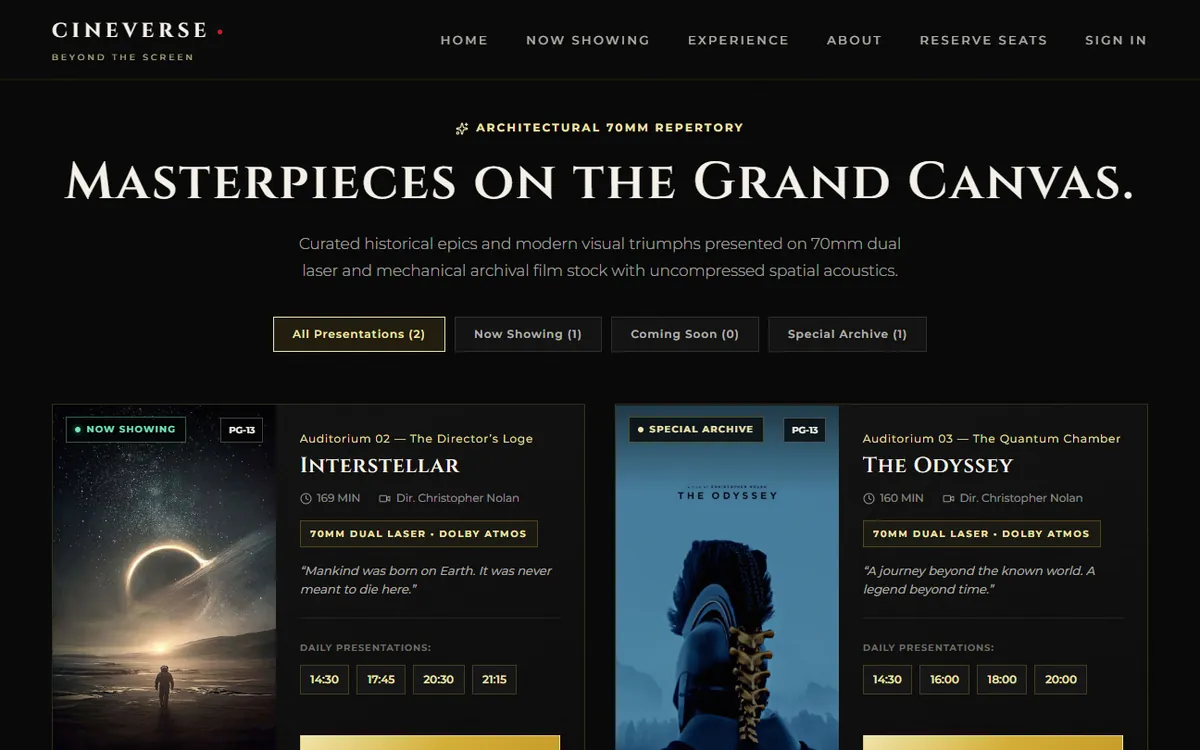 CINEVERSE
BEYOND THE SCREEN
HOME NOW SHOWING EXPERIENCE ABOUT RESERVE SEATS SIGN IN
ARCHITECTURAL 70MM REPERTORY
Masterpieces on the Grand Canvas.
Curated historical epics and modern visual triumphs presented on 70mm dual
laser and mechanical archival film stock with uncompressed spatial acoustics.
All Presentations (2) Now Showing (1) Coming Soon (0) Special Archive (1)
NOW SHOWING PG-13
Auditorium 02 — The Director's Loge
Interstellar
169 MIN Dir. Christopher Nolan
70MM DUAL LASER • DOLBY ATMOS
“Mankind was born on Earth. It was never
meant to die here.”
DAILY PRESENTATIONS:
14:30 17:45 20:30 21:15
SPECIAL ARCHIVE PG-13
A FILM BY CHRISTOPHER NOLAN
THE ODYSSEY
Auditorium 03 — The Quantum Chamber
The Odyssey
160 MIN Dir. Christopher Nolan
70MM DUAL LASER • DOLBY ATMOS
“A journey beyond the known world. A
legend beyond time.”
DAILY PRESENTATIONS:
14:30 16:00 18:00 20:00